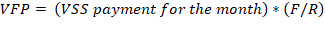 VFP = (VSS payment for the month) * (F/R)